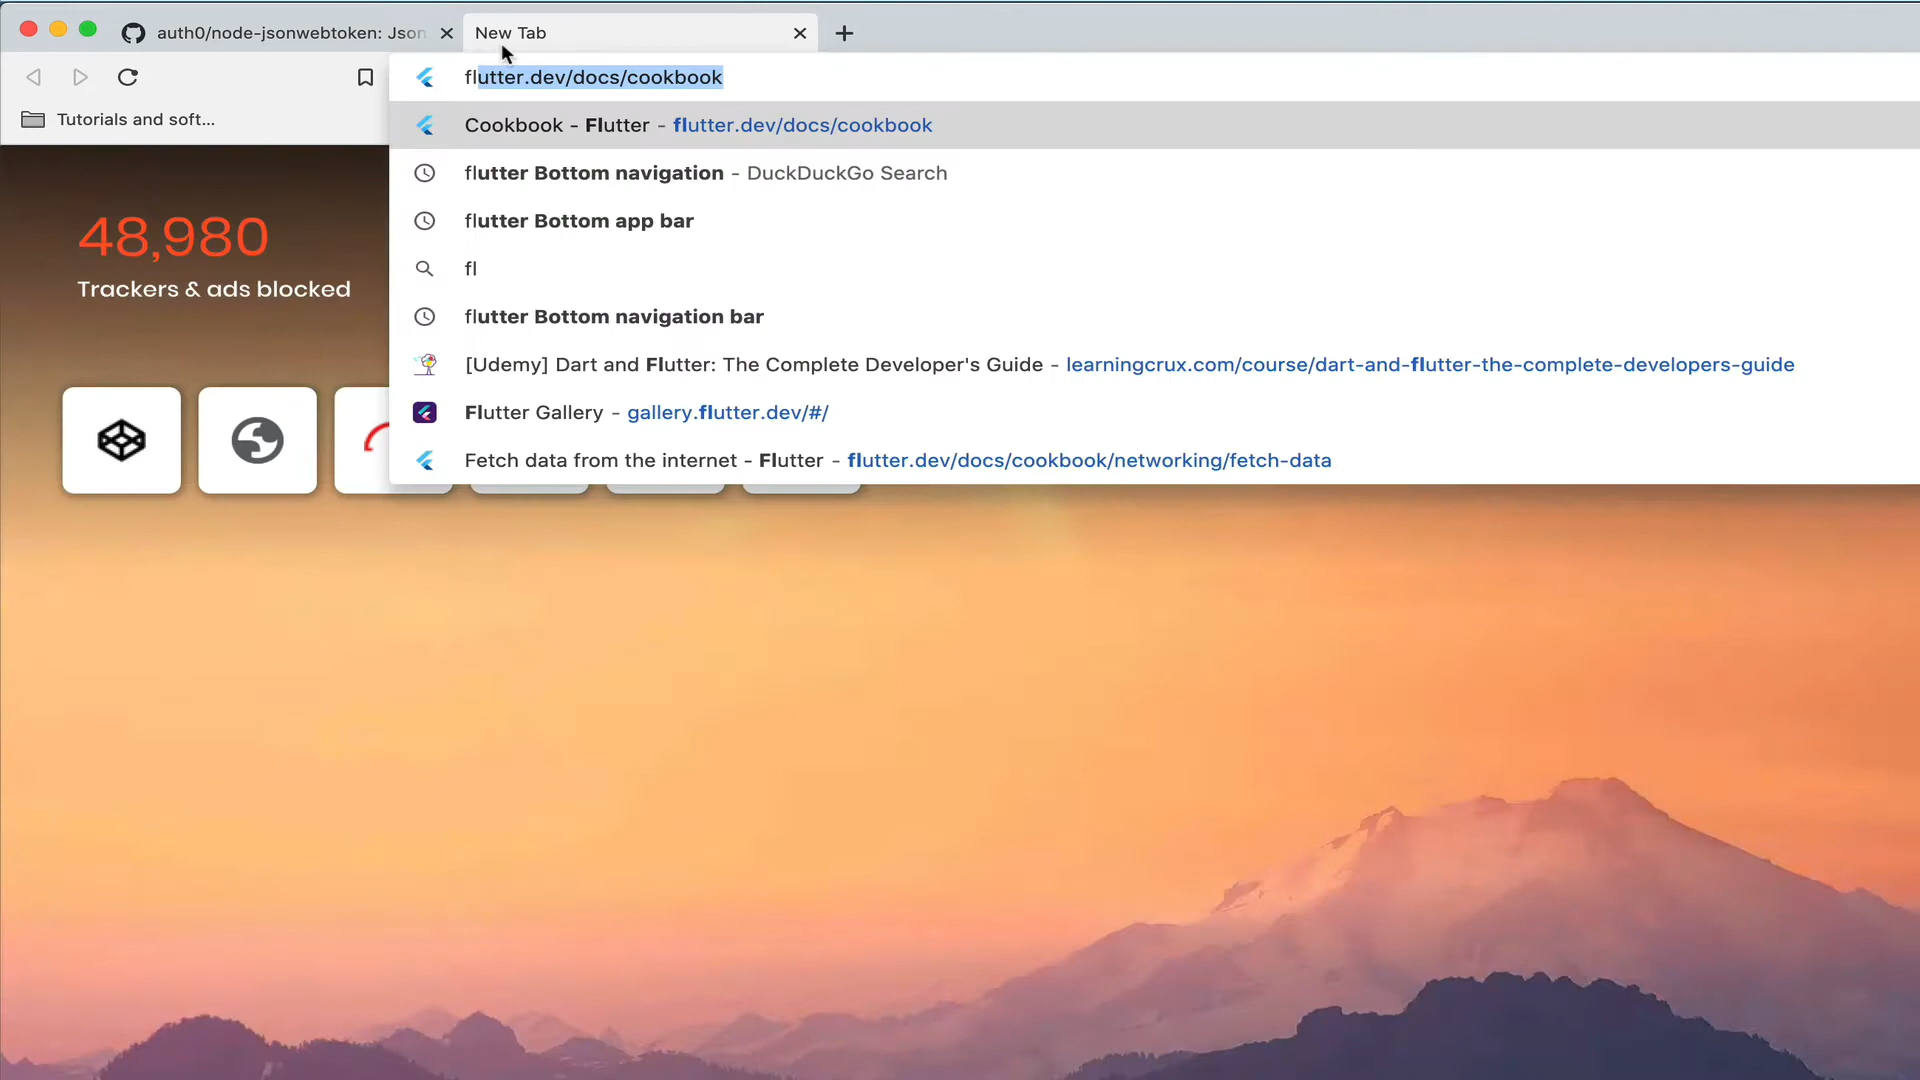 auth0/node-jsonwebtoken: Json
New Tab
flutter.dev/docs/cookbook
Tutorials and soft...
Cookbook - Flutter - flutter.dev/docs/cookbook
flutter Bottom navigation - DuckDuckGo Search
flutter Bottom app bar
fl
flutter Bottom navigation bar
[Udemy] Dart and Flutter: The Complete Developer's Guide - learningcrux.com/course/dart-and-flutter-the-complete-developers-guide
Flutter Gallery - gallery.flutter.dev/#/
Fetch data from the internet - Flutter - flutter.dev/docs/cookbook/networking/fetch-data
48,980
Trackers & ads blocked